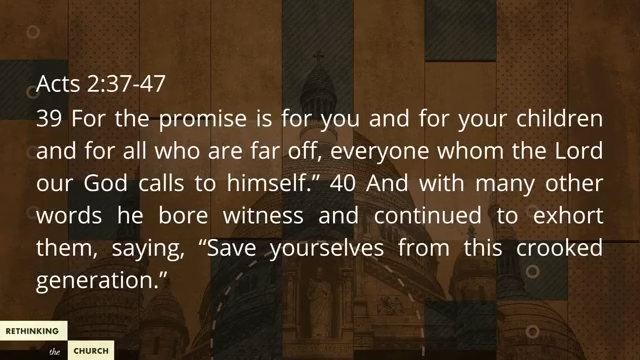 Acts 2:37-47
39 For the promise is for you and for your children
and for all who are far off, everyone whom the Lord
our God calls to himself.” 40 And with many other
words he bore witness and continued to exhort
them, saying, “Save yourselves from this crooked
generation.”
RETHINKING
the CHURCH